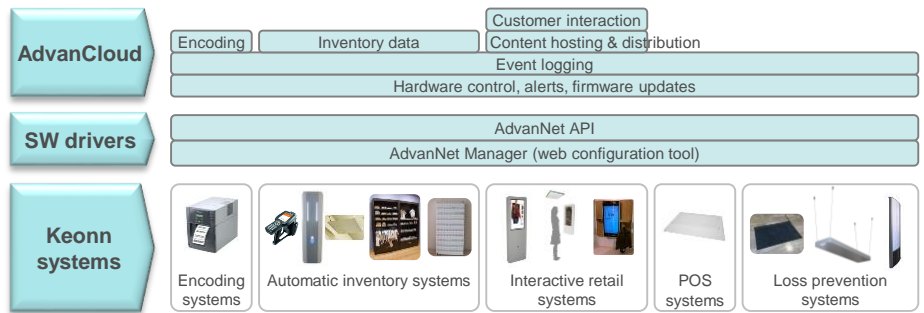 AdvanCloud
Customer interaction
Encoding
Inventory data
Content hosting & distribution
Event logging
Hardware control, alerts, firmware updates
SW drivers
AdvanNet API
AdvanNet Manager (web configuration tool)
Keonn
systems
Encoding
systems
Automatic inventory systems
Interactive retail
systems
POS
systems
Loss prevention
systems